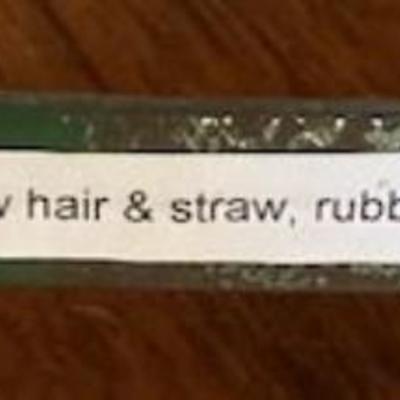 w hair & straw, rubb